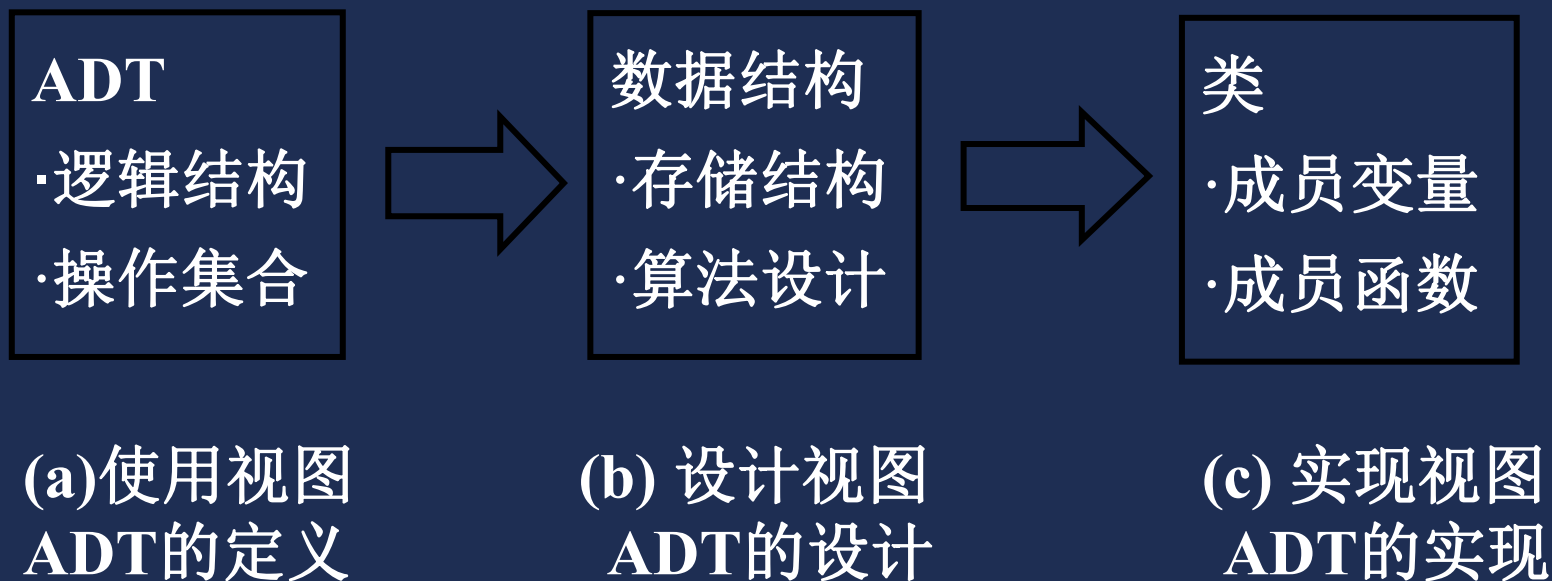 ADT
·逻辑结构
·操作集合
数据结构
·存储结构
·算法设计
类
·成员变量
·成员函数
(a)使用视图
ADT的定义
(b) 设计视图
ADT的设计
(c) 实现视图
ADT的实现